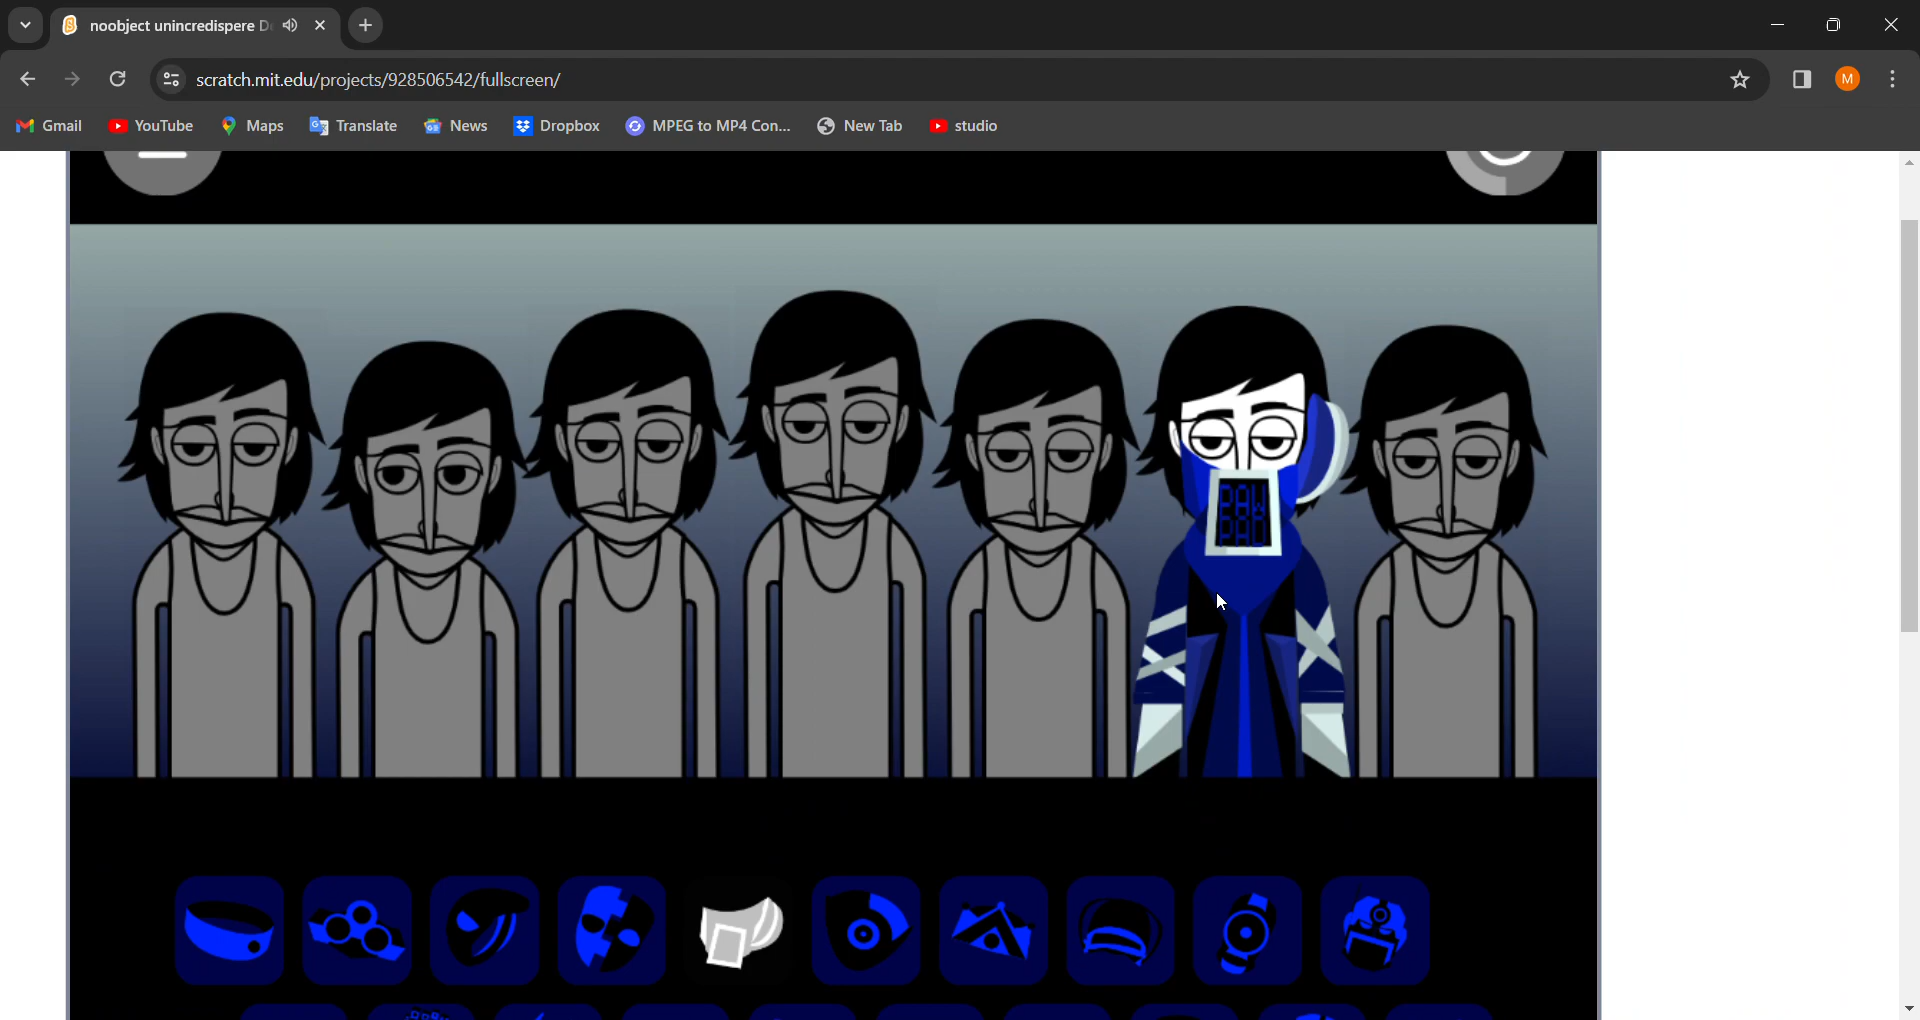 noobject unincredispere D
scratch.mit.edu/projects/928506542/fullscreen/
M
Gmail
YouTube
Maps
Translate
News
Dropbox
MPEG to MP4 Con...
New Tab
studio
PAD